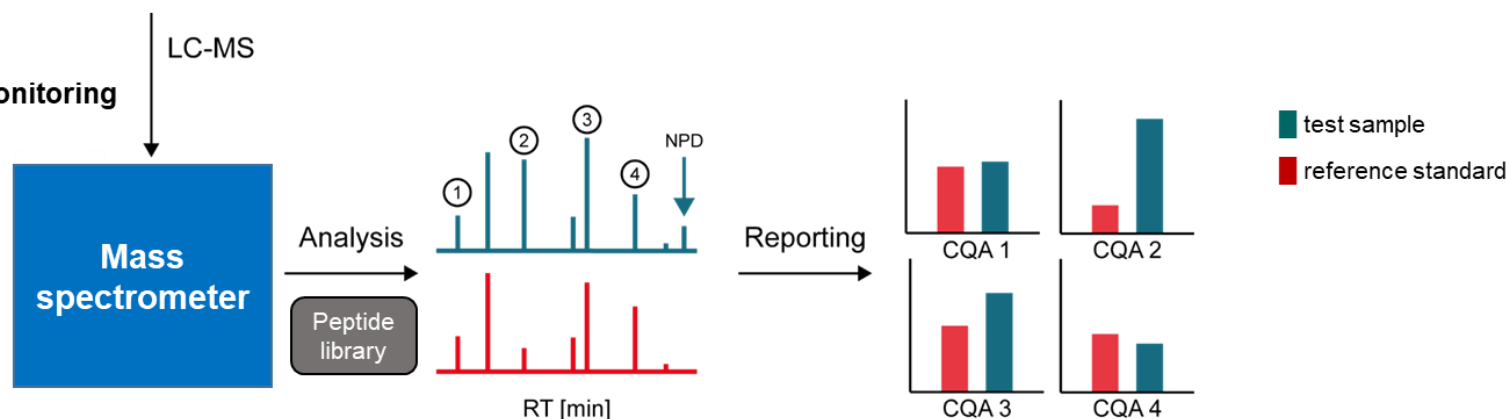 LC-MS
onitoring
Mass
spectrometer
Analysis
Peptide
library
1
2
3
4
NPD
RT [min]
Reporting
CQA 1
CQA 2
CQA 3
CQA 4
test sample
reference standard